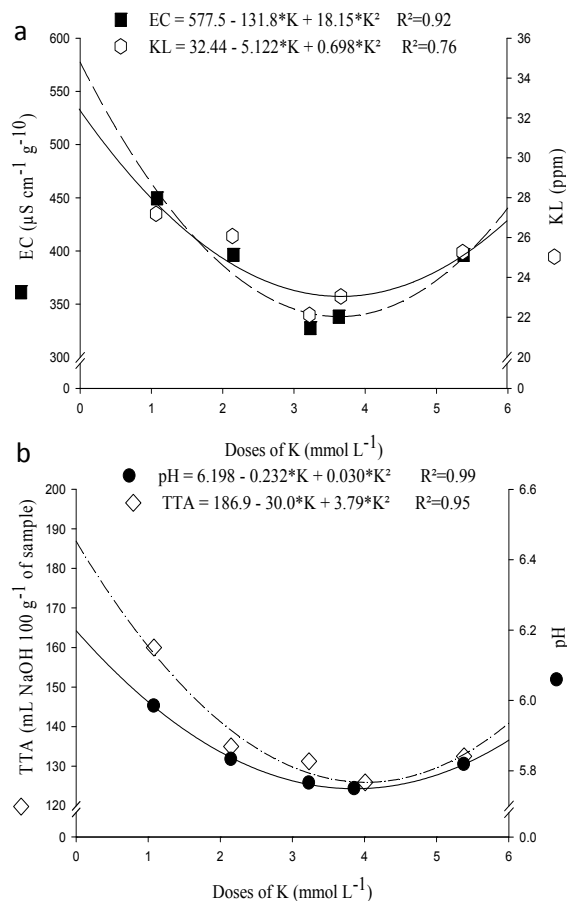 a
EC = 577.5 - 131.8*K + 18.15*K² R²=0.92
KL = 32.44 - 5.122*K + 0.698*K² R²=0.76
600
550
500
450
400
350
300
0
EC (µS cm⁻¹ g⁻¹⁰)
36
34
32
30
28
26
24
22
20
0
KL (ppm)
0 1 2 3 4 5 6
Doses of K (mmol L⁻¹)
b
pH = 6.198 - 0.232*K + 0.030*K² R²=0.99
TTA = 186.9 - 30.0*K + 3.79*K² R²=0.95
200
190
180
170
160
150
140
130
120
0
TTA (mL NaOH 100 g⁻¹ of sample)
6.6
6.4
6.2
6.0
5.8
0.0
pH
0 1 2 3 4 5 6
Doses of K (mmol L⁻¹)